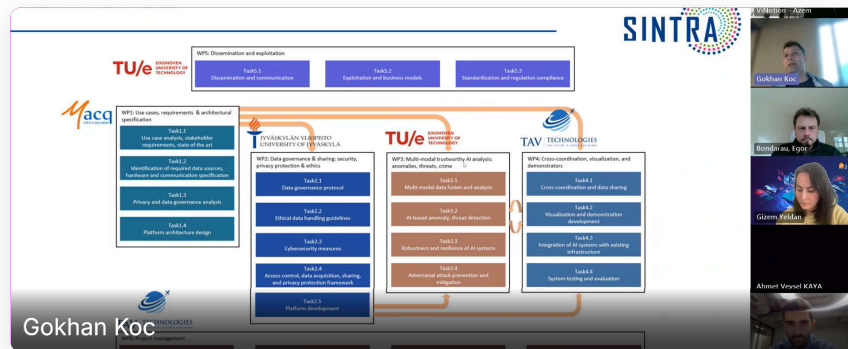 SINTRA
WP5: Dissemination and exploitation
TU/e EINDHOVEN
UNIVERSITY OF
TECHNOLOGY
Task5.1
Dissemination and communication
Task5.2
Exploitation and business models
Task5.3
Standardization and regulation compliance
Macq
WP1: Use cases, requirements & architectural
specification
Task1.1
Use case analysis, stakeholder
requirements, state of the art
Task1.2
Identification of required data sources,
hardware and communication specification
Task1.3
Privacy and data governance analysis
Task1.4
Platform architecture design
JYVÄSKYLÄN YLIOPISTO
UNIVERSITY OF JYVÄSKYLÄ
WP2: Data governance & sharing: security,
privacy protection & ethics
Task2.1
Data governance protocol
Task2.2
Ethical data handling guidelines
Task2.3
Cybersecurity measures
Task2.4
Access control, data acquisition, sharing,
and privacy protection framework
Task2.5
Platform development
TU/e EINDHOVEN
UNIVERSITY OF
TECHNOLOGY
WP3: Multi-modal trustworthy AI analysis:
anomalies, threats, crime
Task3.1
Multi-modal data fusion and analysis
Task3.2
AI-based anomaly, threat detection
Task3.3
Robustness and resilience of AI systems
Task3.4
Adversarial attack prevention and
mitigation
TAV TECHNOLOGIES
WP4: Cross-coordination, visualization, and
demonstrators
Task4.1
Cross coordination and data sharing
Task4.2
Visualization and demonstration
development
Task4.3
Integration of AI systems with existing
infrastructure
Task4.4
System testing and evaluation
TECHNOLOGIES
WP6: Project management
Gokhan Koc
ViNotion - Azem
Gokhan Koc
Bondarau, Egor
Gizem Yeldan
Ahmet Veysel KAYA